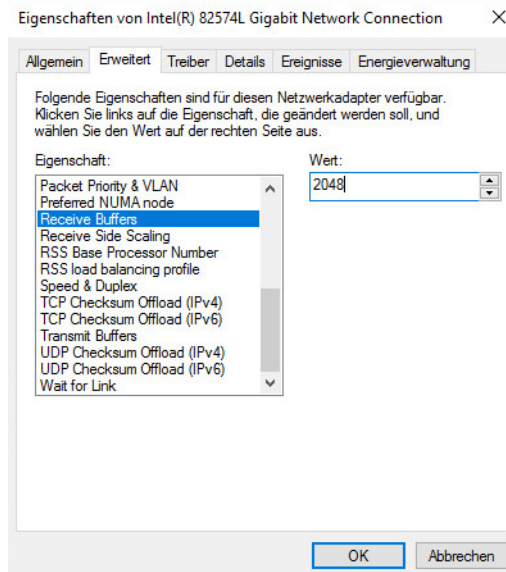 Eigenschaften von Intel(R) 82574L Gigabit Network Connection
Allgemein Erweitert Treiber Details Ereignisse Energieverwaltung
Folgende Eigenschaften sind für diesen Netzwerkadapter verfügbar.
Klicken Sie links auf die Eigenschaft, die geändert werden soll, und
wählen Sie den Wert auf der rechten Seite aus.
Eigenschaft:
Packet Priority & VLAN
Preferred NUMA node
Receive Buffers
Receive Side Scaling
RSS Base Processor Number
RSS load balancing profile
Speed & Duplex
TCP Checksum Offload (IPv4)
TCP Checksum Offload (IPv6)
Transmit Buffers
UDP Checksum Offload (IPv4)
UDP Checksum Offload (IPv6)
Wait for Link
Wert:
2048
OK Abbrechen